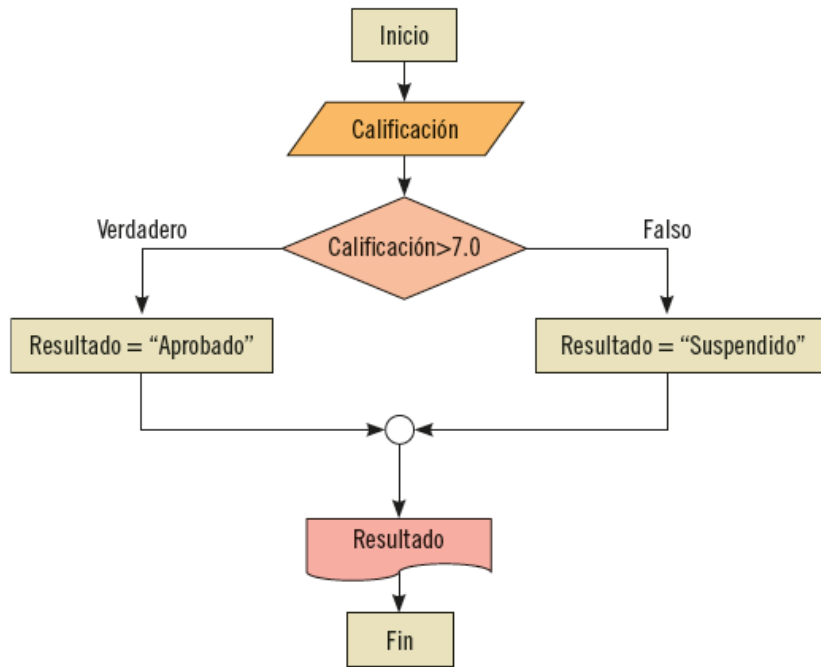 Inicio
Calificación
Verdadero
Calificación>7.0
Falso
Resultado = “Aprobado”
Resultado = “Suspendido”
Resultado
Fin